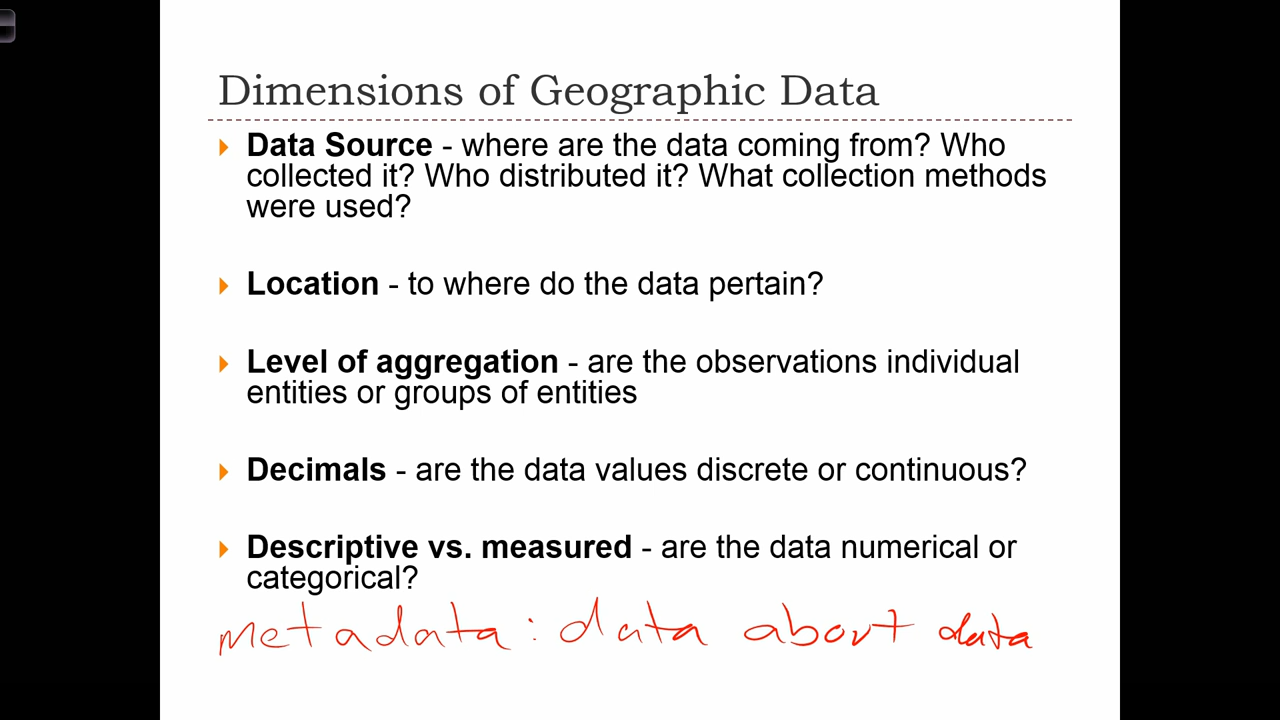 Dimensions of Geographic Data
Data Source - where are the data coming from? Who
collected it? Who distributed it? What collection methods
were used?
Location - to where do the data pertain?
Level of aggregation - are the observations individual
entities or groups of entities
Decimals - are the data values discrete or continuous?
Descriptive vs. measured - are the data numerical or
categorical?
metadata: data about data